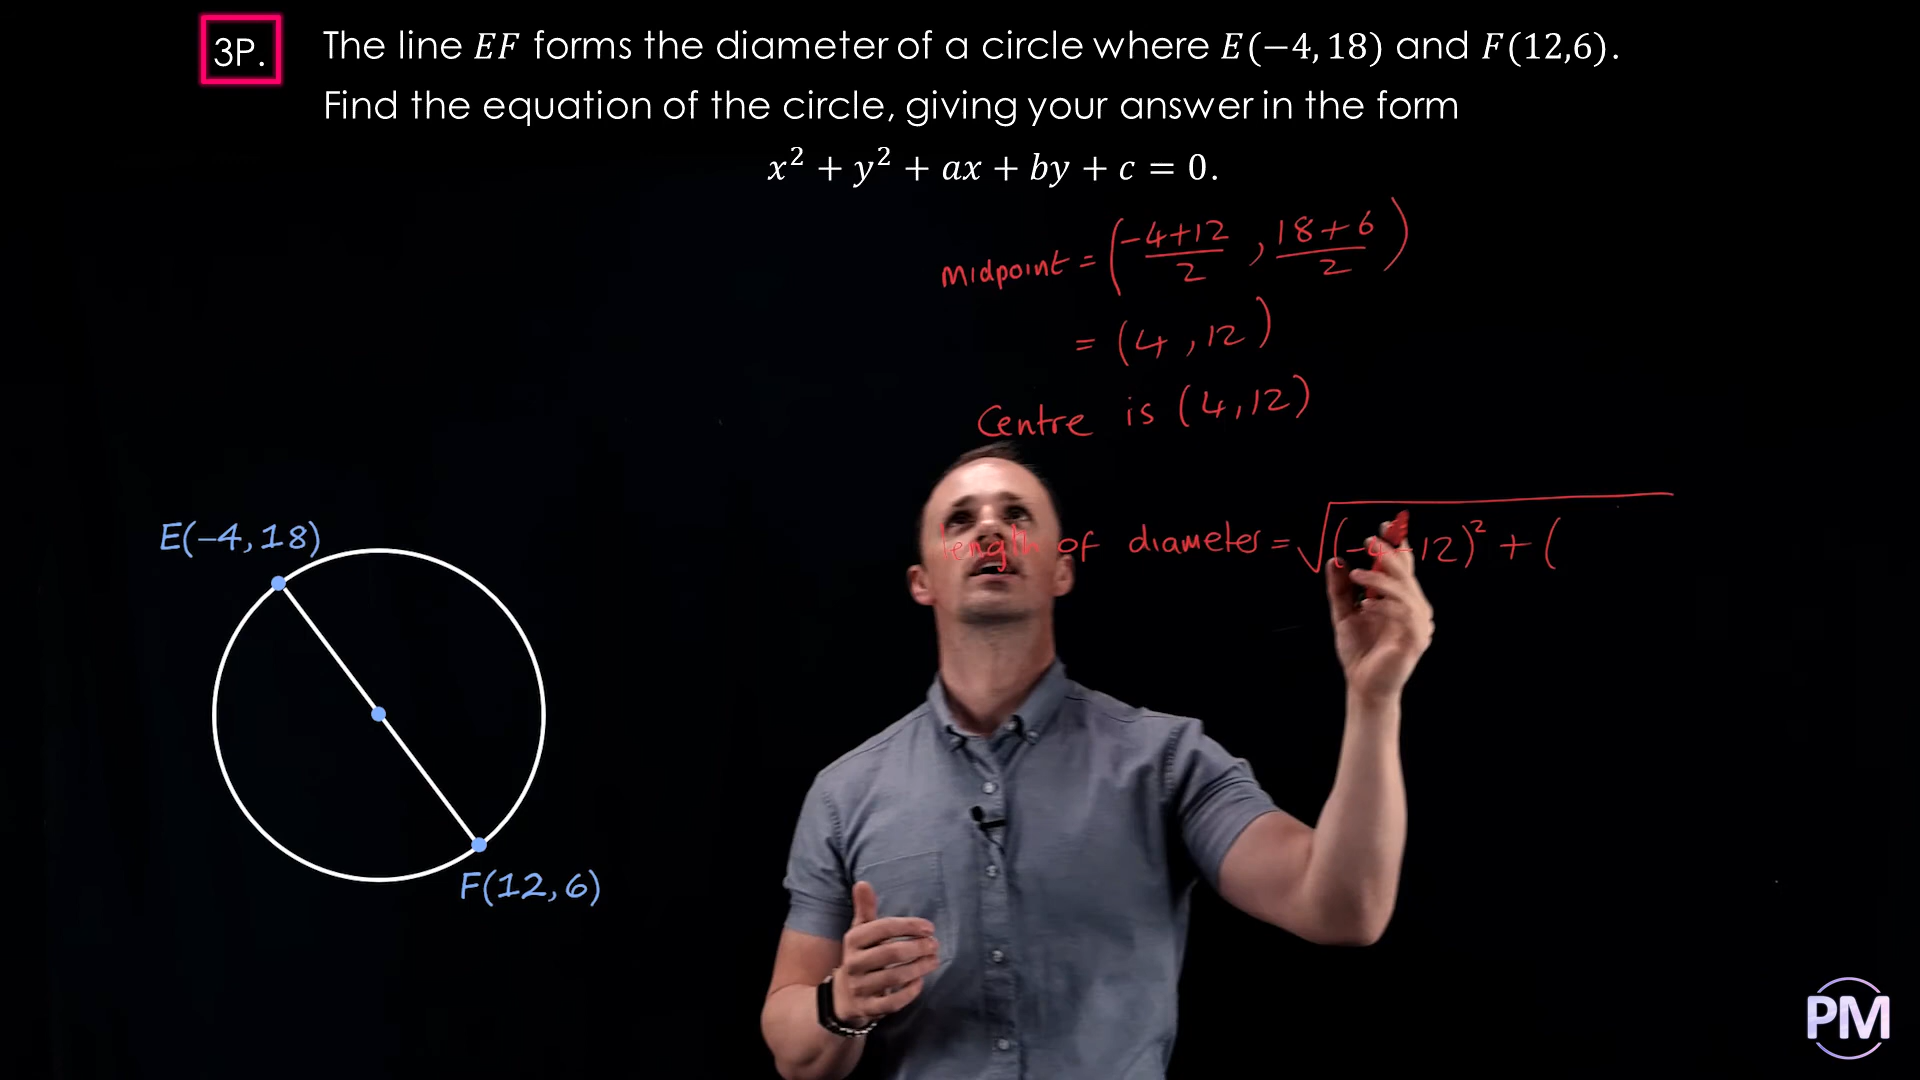 3P. The line EF forms the diameter of a circle where E(−4, 18) and F(12,6).
Find the equation of the circle, giving your answer in the form
x² + y² + ax + by + c = 0.
midpoint = (-4+12/2 , 18+6/2)
= (4 , 12)
Centre is (4, 12)
length of diameter = √(-4-12)² + (
E(-4, 18)
F(12, 6)
PM